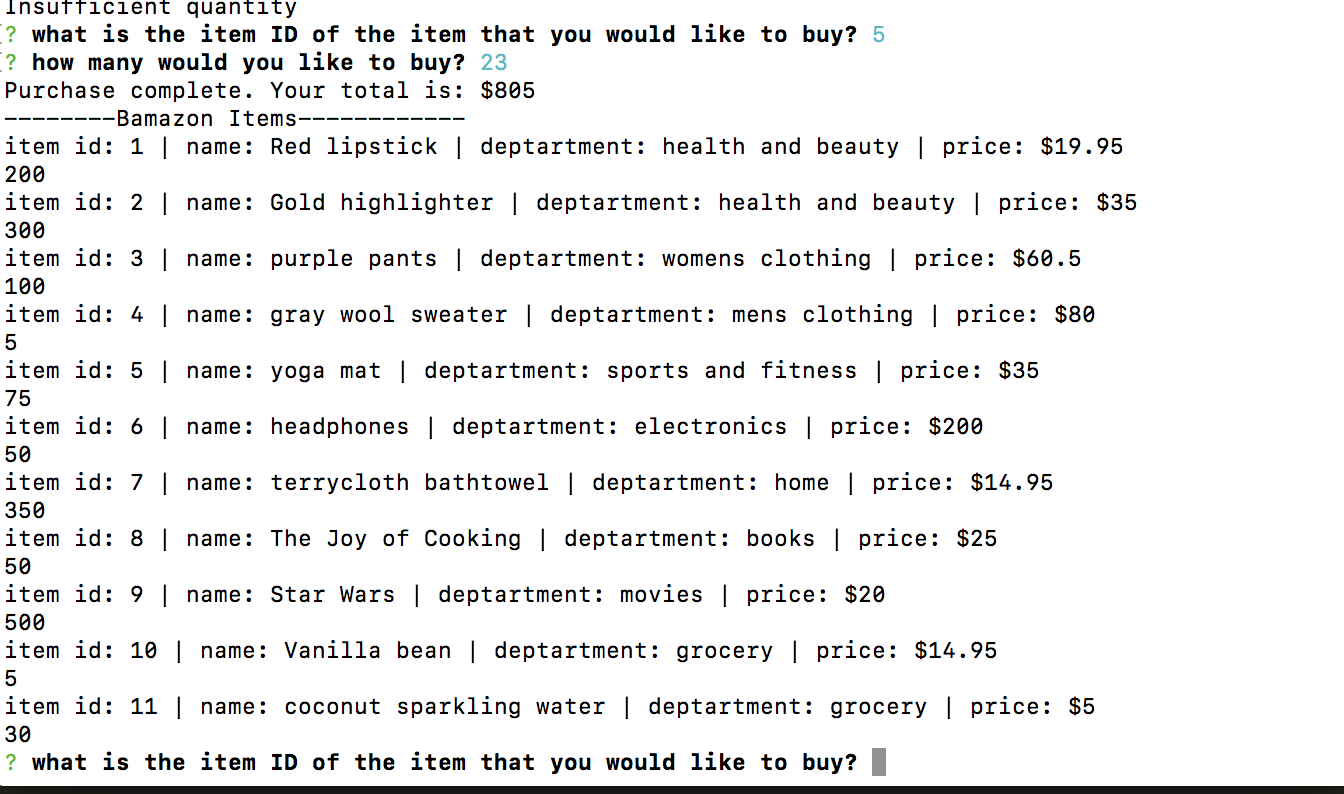 Insufficient quantity
? what is the item ID of the item that you would like to buy? 5
? how many would you like to buy? 23
Purchase complete. Your total is: $805
--------Bamazon Items------------
item id: 1 | name: Red lipstick | deptartment: health and beauty | price: $19.95
200
item id: 2 | name: Gold highlighter | deptartment: health and beauty | price: $35
300
item id: 3 | name: purple pants | deptartment: womens clothing | price: $60.5
100
item id: 4 | name: gray wool sweater | deptartment: mens clothing | price: $80
5
item id: 5 | name: yoga mat | deptartment: sports and fitness | price: $35
75
item id: 6 | name: headphones | deptartment: electronics | price: $200
50
item id: 7 | name: terrycloth bathtowel | deptartment: home | price: $14.95
350
item id: 8 | name: The Joy of Cooking | deptartment: books | price: $25
50
item id: 9 | name: Star Wars | deptartment: movies | price: $20
500
item id: 10 | name: Vanilla bean | deptartment: grocery | price: $14.95
5
item id: 11 | name: coconut sparkling water | deptartment: grocery | price: $5
30
? what is the item ID of the item that you would like to buy?